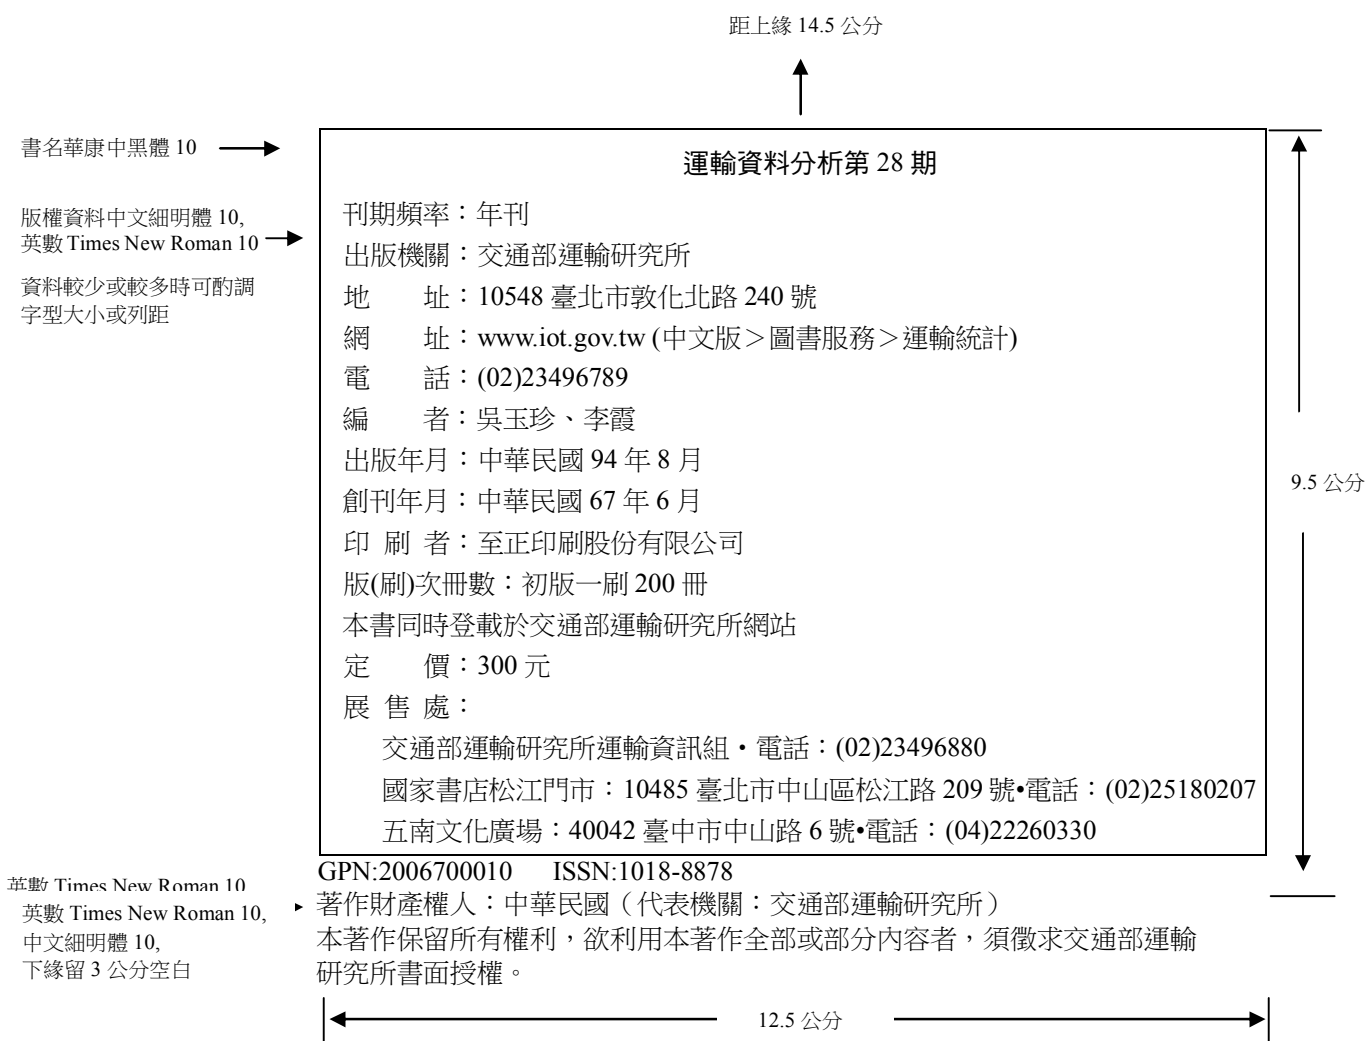 距上緣 14.5 公分
書名華康中黑體 10
版權資料中文細明體 10,
英數 Times New Roman 10
資料較少或較多時可酌調
字型大小或列距
運輸資料分析第 28 期
刊期頻率：年刊
出版機關：交通部運輸研究所
地　　址：10548 臺北市敦化北路 240 號
網　　址：www.iot.gov.tw (中文版＞圖書服務＞運輸統計)
電　　話：(02)23496789
編　　者：吳玉珍、李霞
出版年月：中華民國 94 年 8 月
創刊年月：中華民國 67 年 6 月
印 刷 者：至正印刷股份有限公司
版(刷)次冊數：初版一刷 200 冊
本書同時登載於交通部運輸研究所網站
定　　價：300 元
展 售 處：
交通部運輸研究所運輸資訊組・電話：(02)23496880
國家書店松江門市：10485 臺北市中山區松江路 209 號•電話：(02)25180207
五南文化廣場：40042 臺中市中山路 6 號•電話：(04)22260330
9.5 公分
GPN:2006700010 ISSN:1018-8878
著作財產權人：中華民國（代表機關：交通部運輸研究所）
本著作保留所有權利，欲利用本著作全部或部分內容者，須徵求交通部運輸
研究所書面授權。
英數 Times New Roman 10
英數 Times New Roman 10,
中文細明體 10,
下緣留 3 公分空白
12.5 公分